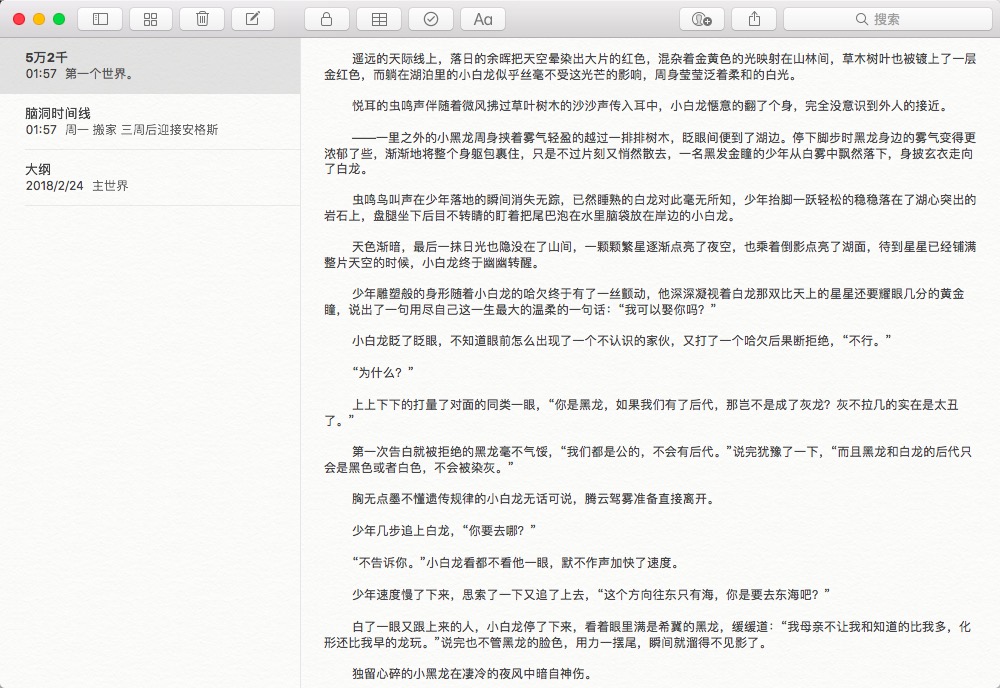 Aa
搜索
5万2千
01:57 第一个世界。
脑洞时间线
01:57 周一 搬家 三周后迎接安格斯
大纲
2018/2/24 主世界
遥远的天际线上，落日的余晖把天空晕染出大片的红色，混杂着金黄色的光映射在山林间，草木树叶也被镀上了一层
金红色，而躺在湖泊里的小白龙似乎丝毫不受这光芒的影响，周身莹莹泛着柔和的白光。
悦耳的虫鸣声伴随着微风拂过草叶树木的沙沙声传入耳中，小白龙惬意的翻了个身，完全没意识到外人的接近。
——一里之外的小黑龙周身挟着雾气轻盈的越过一排排树木，眨眼间便到了湖边。停下脚步时黑龙身边的雾气变得更
浓郁了些，渐渐地将整个身躯包裹住，只是不过片刻又悄然散去，一名黑发金瞳的少年从白雾中飘然落下，身披玄衣走向
了白龙。
虫鸣鸟叫声在少年落地的瞬间消失无踪，已然睡熟的白龙对此毫无所知，少年抬脚一跃轻松的稳稳落在了湖心突出的
岩石上，盘腿坐下后目不转睛的盯着把尾巴泡在水里脑袋放在岸边的小白龙。
天色渐暗，最后一抹日光也隐没在了山间，一颗颗繁星逐渐点亮了夜空，也乘着倒影点亮了湖面，待到星星已经铺满
整片天空的时候，小白龙终于幽幽转醒。
少年雕塑般的身形随着小白龙的哈欠终于有了一丝颤动，他深深凝视着白龙那双比天上的星星还要耀眼几分的黄金
瞳，说出了一句用尽自己这一生最大的温柔的一句话：“我可以娶你吗？”
小白龙眨了眨眼，不知道眼前怎么出现了一个不认识的家伙，又打了一个哈欠后果断拒绝，“不行。”
“为什么？”
上上下下的打量了对面的同类一眼，“你是黑龙，如果我们有了后代，那岂不是成了灰龙？灰不拉几的实在是太丑
了。”
第一次告白就被拒绝的黑龙毫不气馁，“我们都是公的，不会有后代。”说完犹豫了一下，“而且黑龙和白龙的后代只
会是黑色或者白色，不会被染灰。”
胸无点墨不懂遗传规律的小白龙无话可说，腾云驾雾准备直接离开。
少年几步追上白龙，“你要去哪？”
“不告诉你。”小白龙看都不看他一眼，默不作声加快了速度。
少年速度慢了下来，思索了一下又追了上去，“这个方向往东只有海，你是要去东海吧？”
白了一眼又跟上来的人，小白龙停了下来，看着眼里满是希冀的黑龙，缓缓道：“我母亲不让我和知道的比我多，化
形还比我早的龙玩。”说完也不管黑龙的脸色，用力一摆尾，瞬间就溜得不见影了。
独留心碎的小黑龙在凄冷的夜风中暗自神伤。